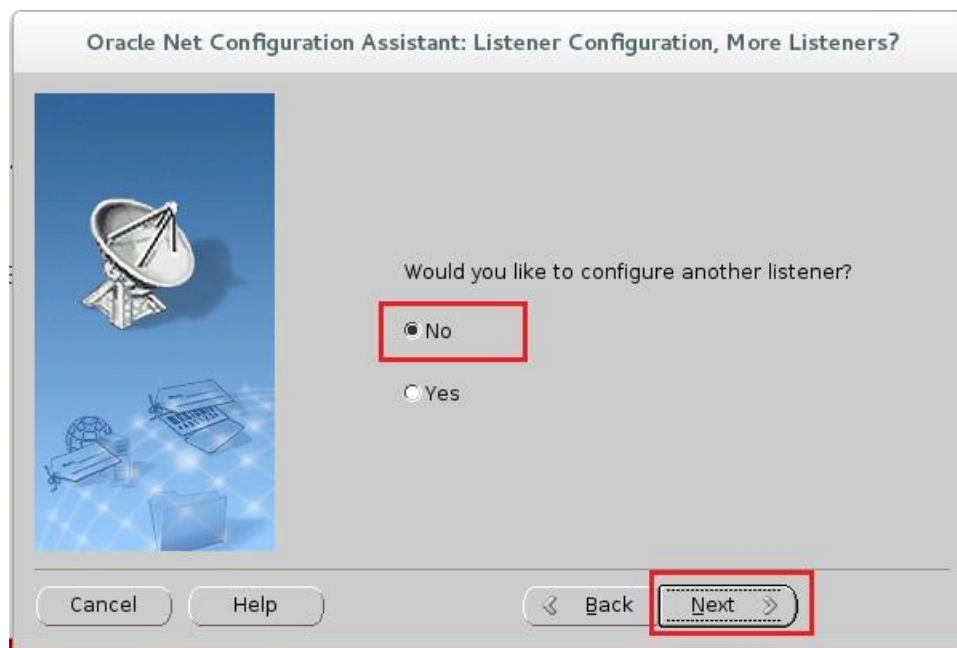 Oracle Net Configuration Assistant: Listener Configuration, More Listeners?
Would you like to configure another listener?
No
Yes
Cancel Help Back Next